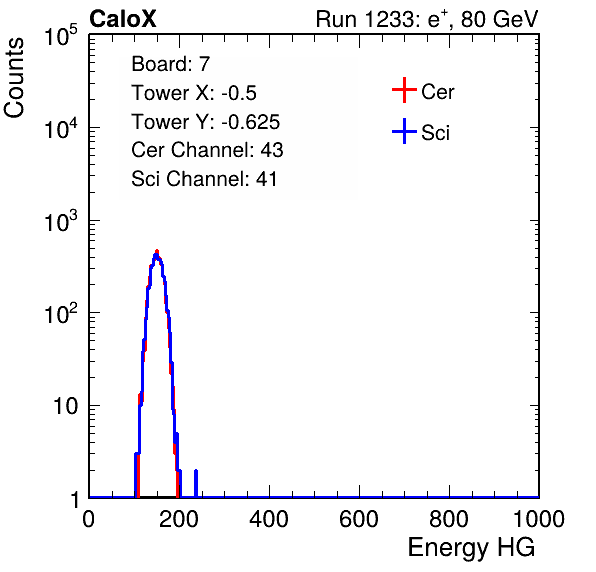 CaloX Run 1233: e+, 80 GeV
Counts
Board: 7
Tower X: -0.5
Tower Y: -0.625
Cer Channel: 43
Sci Channel: 41
Cer
Sci
10^5
10^4
10^3
10^2
10
1
0 200 400 600 800 1000
Energy HG